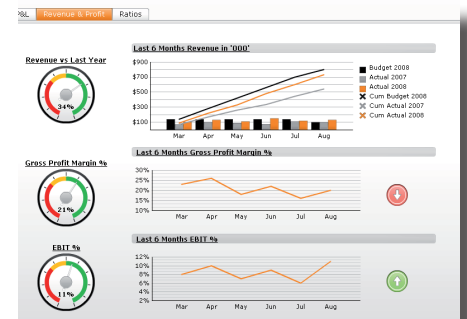 P&L Revenue & Profit Ratios
Last 6 Months Revenue in '000'
Revenue vs Last Year
34%
$900
$700
$500
$300
$100
Mar Apr May Jun Jul Aug
Budget 2008
Actual 2007
Actual 2008
Cum Budget 2008
Cum Actual 2007
Cum Actual 2008
Last 6 Months Gross Profit Margin %
Gross Profit Margin %
21%
30%
25%
20%
15%
10%
Mar Apr May Jun Jul Aug
Last 6 Months EBIT %
EBIT %
11%
12%
10%
8%
6%
4%
2%
Mar Apr May Jun Jul Aug